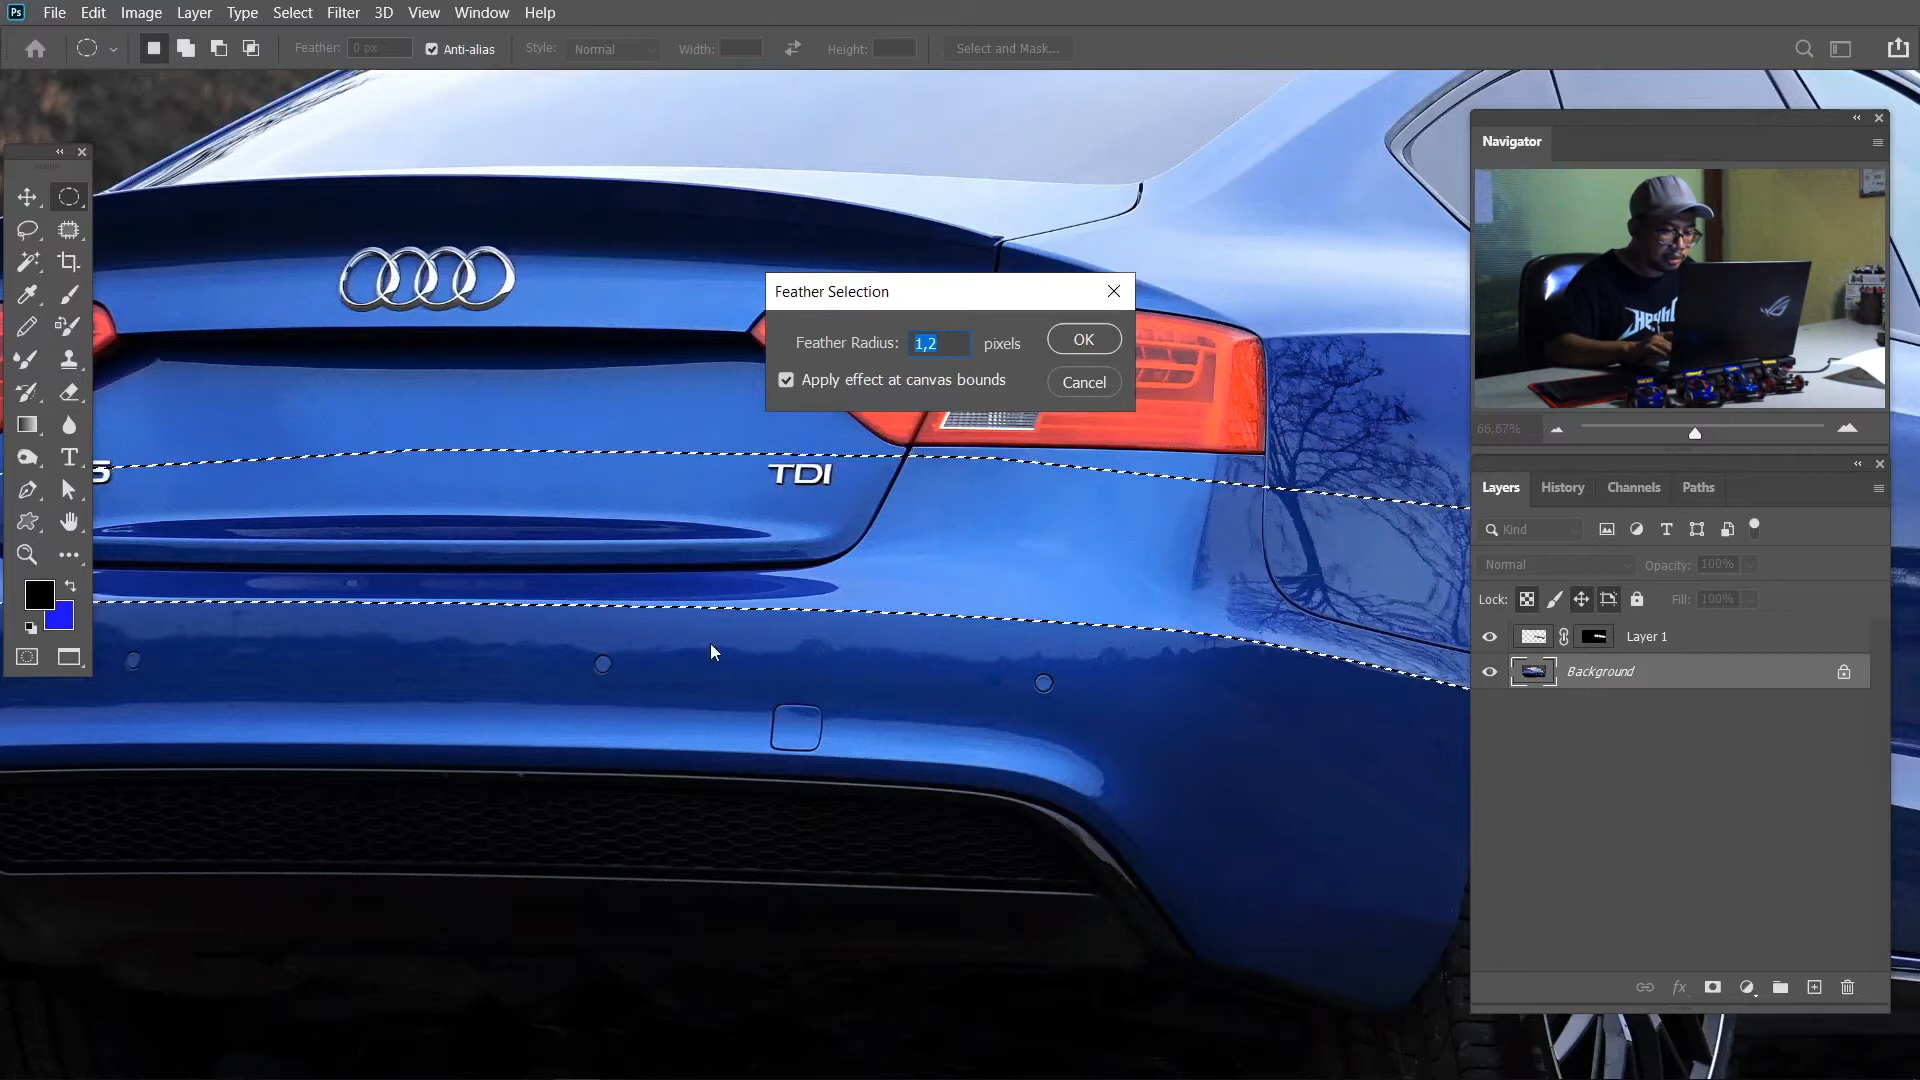 Ps File Edit Image Layer Type Select Filter 3D View Window Help
Feather: 0 px Anti-alias Style: Normal Width: Height: Select and Mask...
Navigator
Feather Selection
Feather Radius: 1,2 pixels OK
Apply effect at canvas bounds Cancel
66,67%
TDI
Layers History Channels Paths
Kind
Normal Opacity: 100%
Lock: Fill: 100%
Layer 1
Background